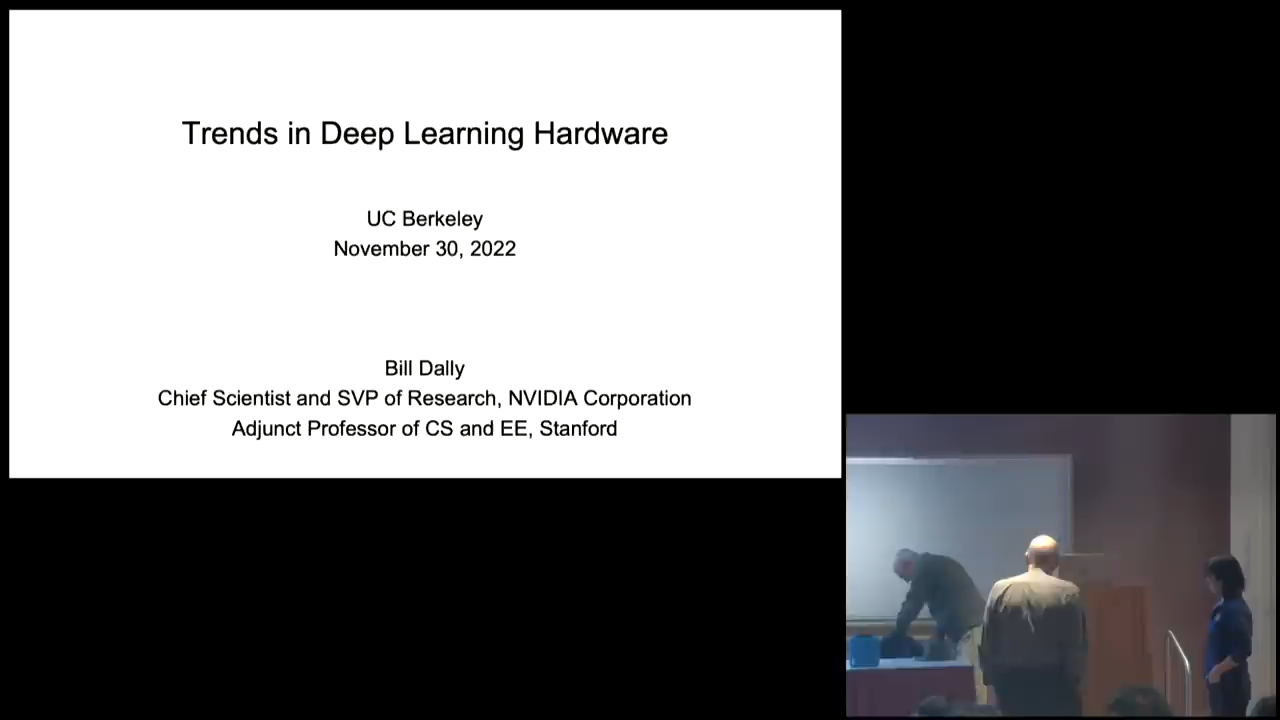 Trends in Deep Learning Hardware
UC Berkeley
November 30, 2022
Bill Dally
Chief Scientist and SVP of Research, NVIDIA Corporation
Adjunct Professor of CS and EE, Stanford